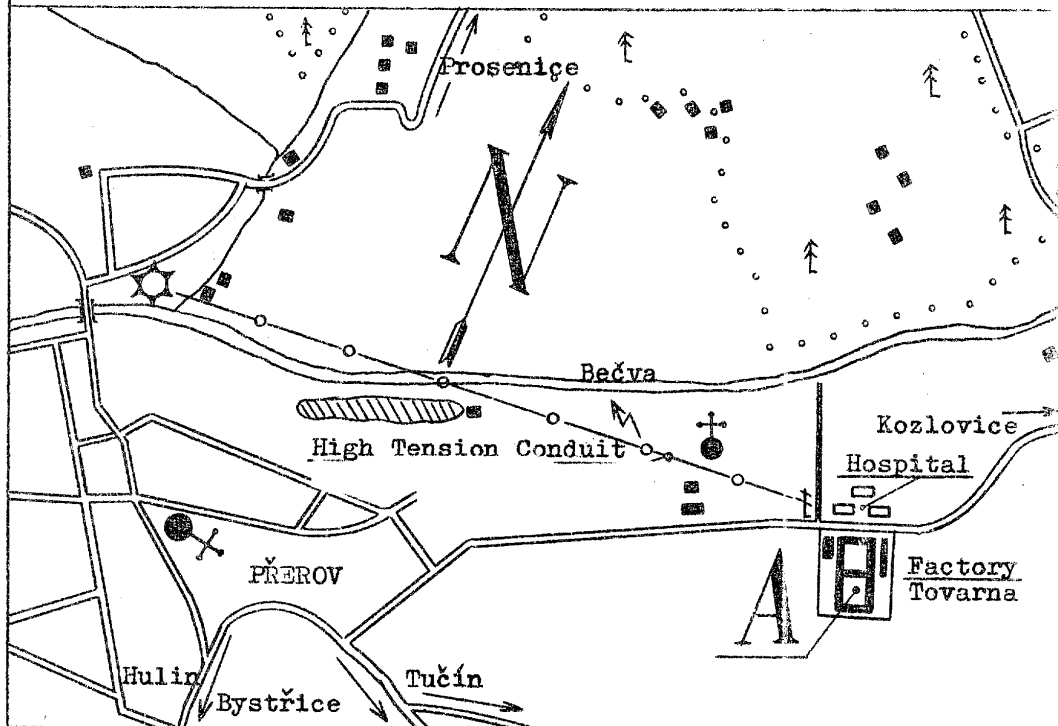 Prosenice
N
Bečva
High Tension Conduit
Kozlovice
Hospital
PŘEROV
A
Factory
Tovarna
Hulin
Tučín
Bystřice